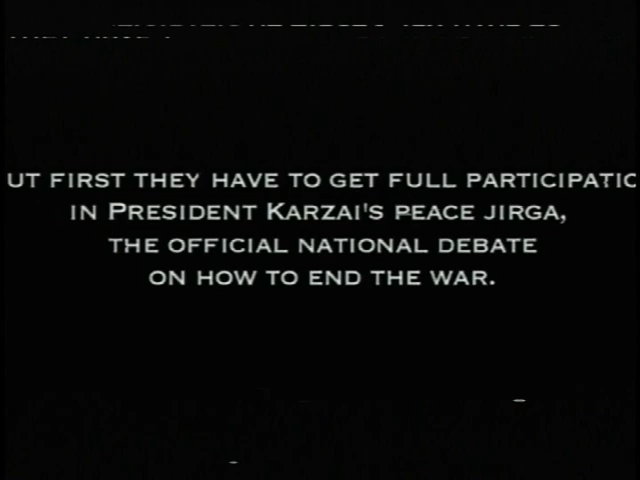 UT FIRST THEY HAVE TO GET FULL PARTICIPATIO
IN PRESIDENT KARZAI'S PEACE JIRGA,
THE OFFICIAL NATIONAL DEBATE
ON HOW TO END THE WAR.